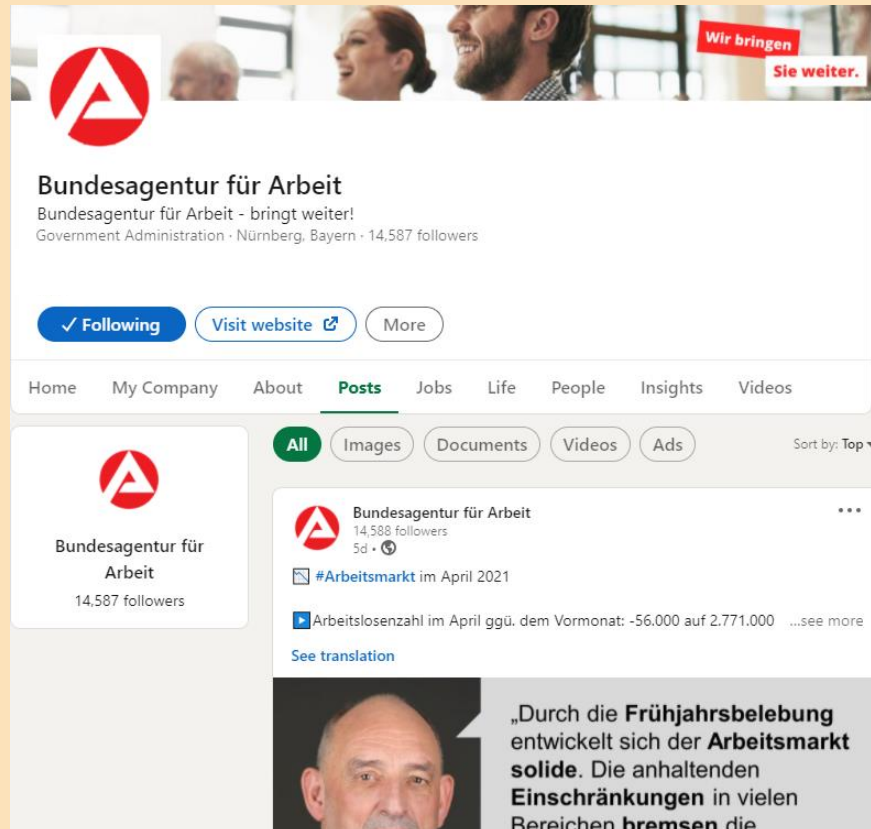 Wir bringen
Sie weiter.
Bundesagentur für Arbeit
Bundesagentur für Arbeit - bringt weiter!
Government Administration · Nürnberg, Bayern · 14,587 followers
✓ Following Visit website More
Home My Company About Posts Jobs Life People Insights Videos
All Images Documents Videos Ads Sort by: Top
Bundesagentur für
Arbeit
14,587 followers
Bundesagentur für Arbeit
14,588 followers
5d •
#Arbeitsmarkt im April 2021
Arbeitslosenzahl im April ggü. dem Vormonat: -56.000 auf 2.771.000 ...see more
See translation
„Durch die Frühjahrsbelebung
entwickelt sich der Arbeitsmarkt
solide. Die anhaltenden
Einschränkungen in vielen
Bereichen bremsen die